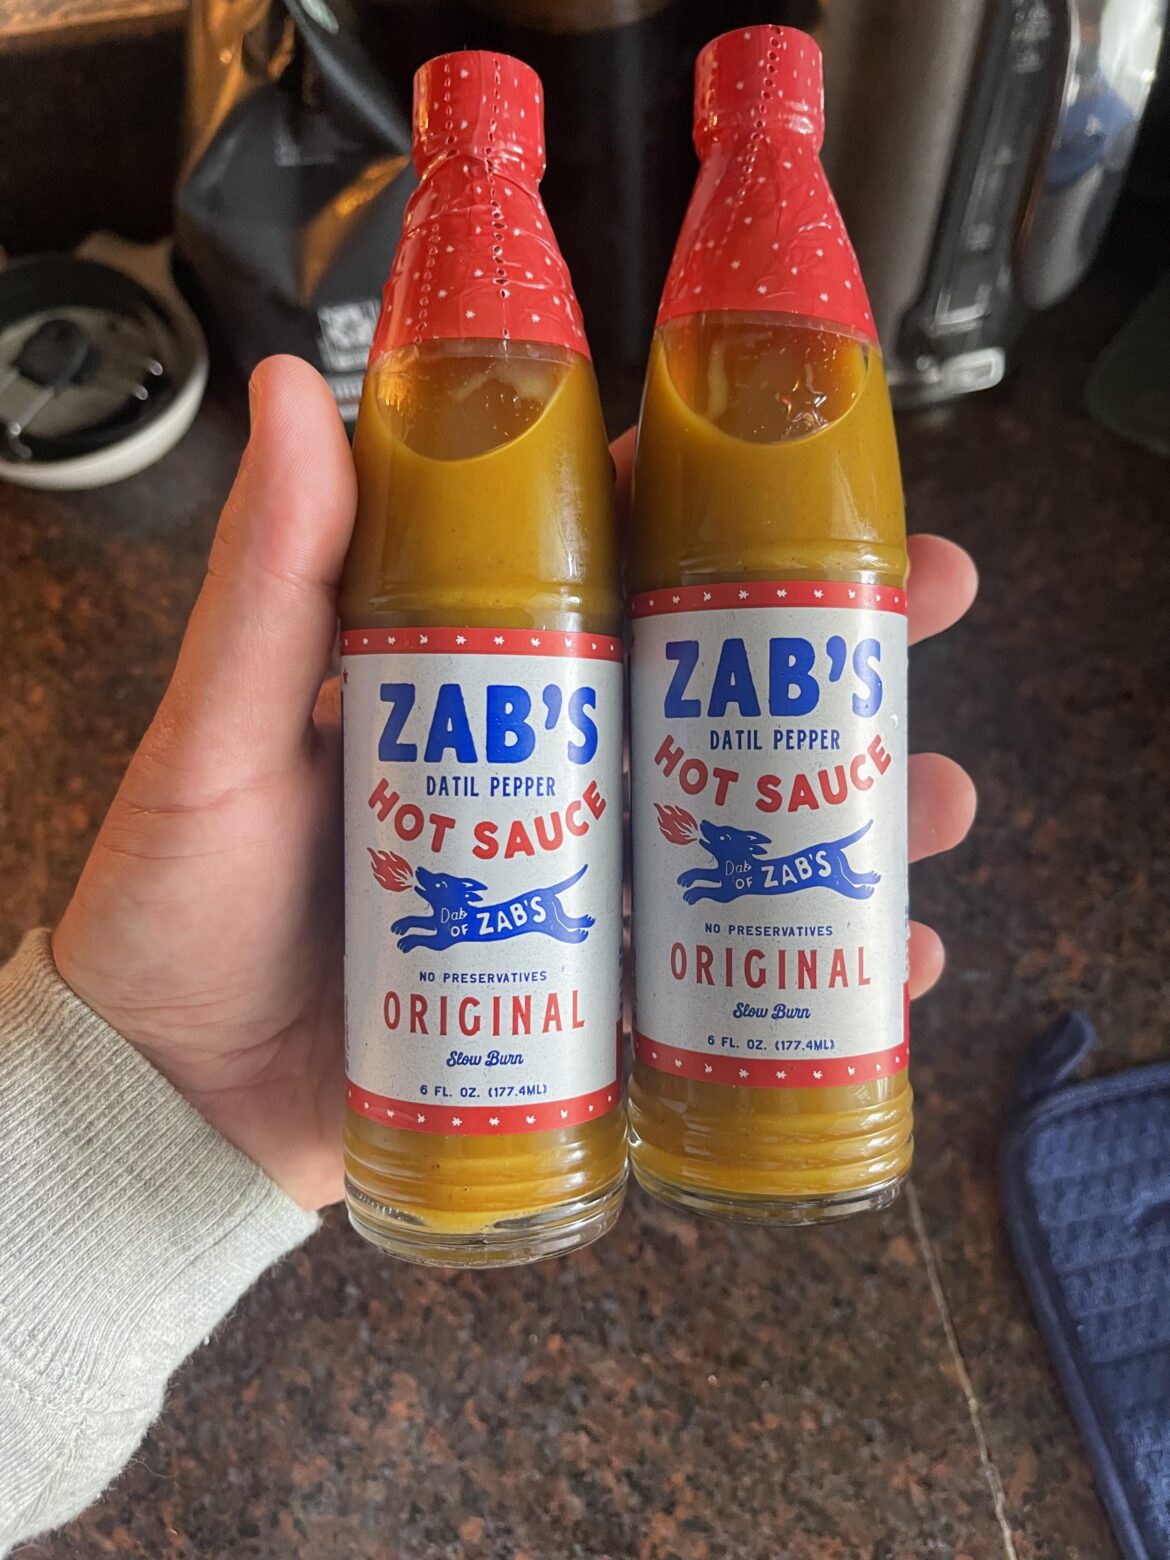 ZAB'S
DATIL PEPPER
HOT SAUCE
Dab
OF ZAB'S
NO PRESERVATIVES
ORIGINAL
Slow Burn
6 FL. OZ. (177.4ML)
ZAB'S
DATIL PEPPER
HOT SAUCE
Dab
OF ZAB'S
NO PRESERVATIVES
ORIGINAL
Slow Burn
6 FL. OZ. (177.4ML)